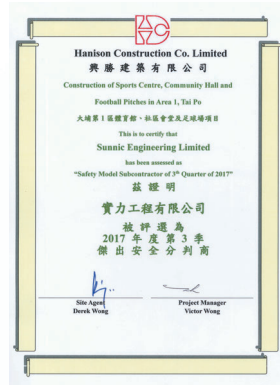 Hanison Construction Co. Limited
興勝建築有限公司
Construction of Sports Centre, Community Hall and
Football Pitches in Area 1, Tai Po
大埔第1區體育館、社區會堂及足球場項目
This is to certify that
Sunnic Engineering Limited
has been assessed as
“Safety Model Subcontractor of 3rd Quarter of 2017”
茲證明
實力工程有限公司
被評選為
2017年度第3季
傑出安全分判商
Site Agent
Derek Wong
Project Manager
Victor Wong